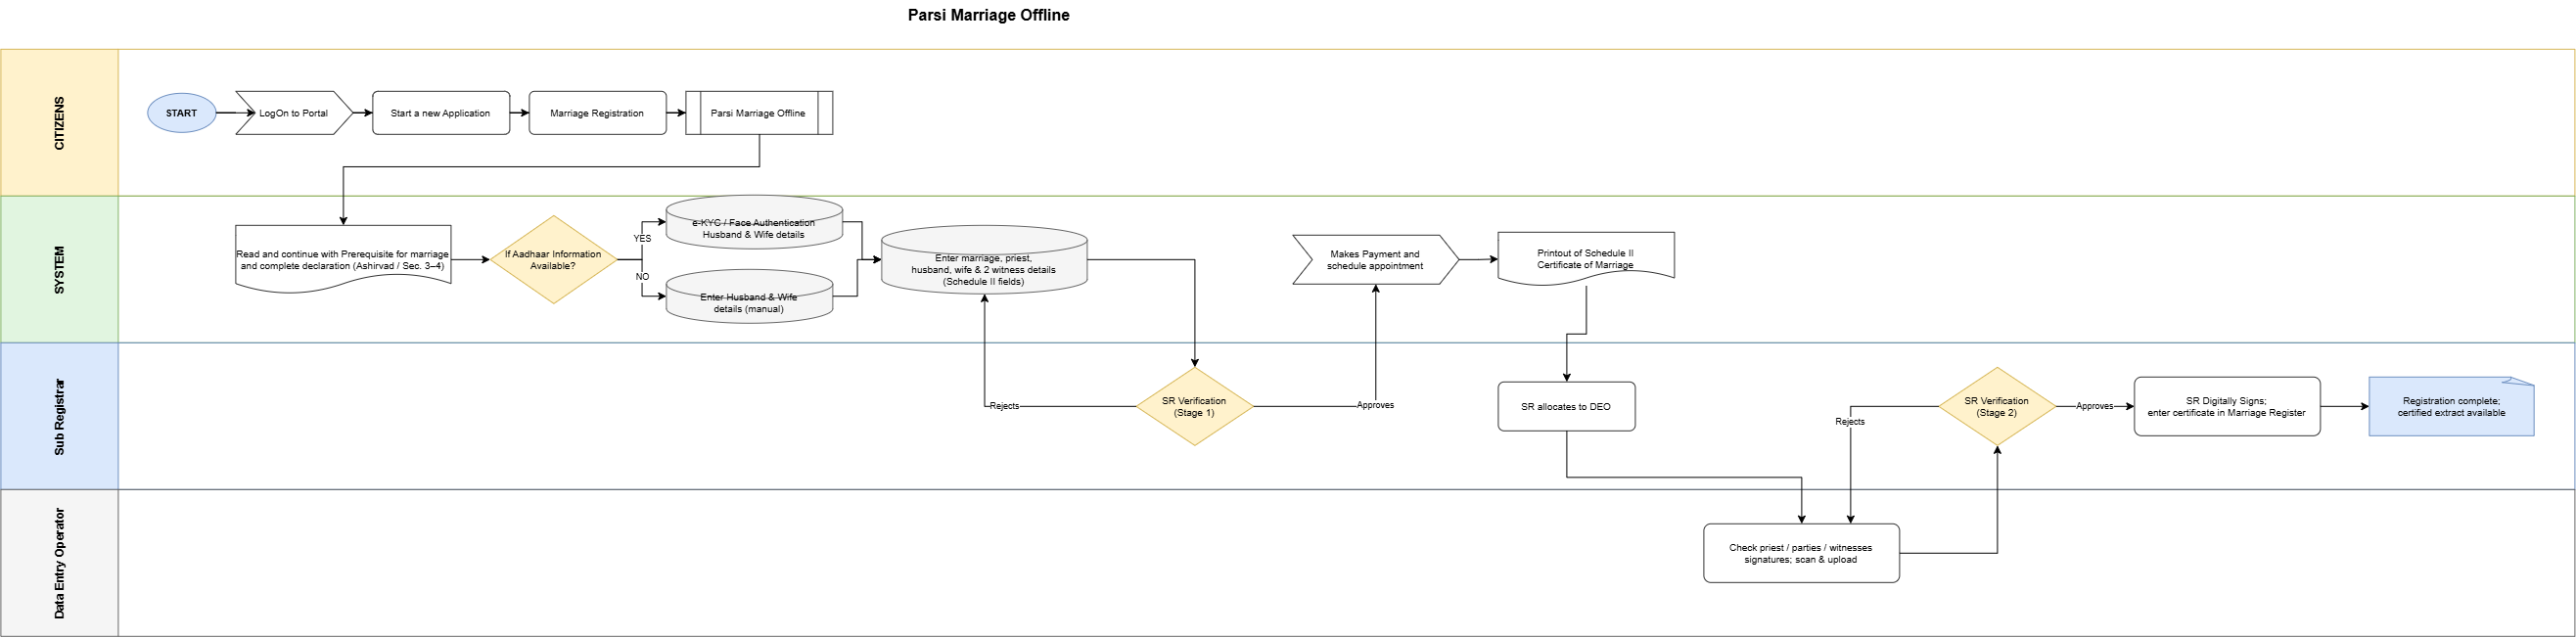 Parsi Marriage Offline
CITIZENS
START
LogOn to Portal
Start a new Application
Marriage Registration
Parsi Marriage Offline
SYSTEM
Read and continue with Prerequisite for marriage
and complete declaration (Ashirvad / Sec. 3–4)
If Aadhaar Information
Available?
YES
NO
e-KYC / Face Authentication
Husband & Wife details
Enter Husband & Wife
details (manual)
Enter marriage, priest,
husband, wife & 2 witness details
(Schedule II fields)
Makes Payment and
schedule appointment
Printout of Schedule II
Certificate of Marriage
Sub Registrar
Rejects
SR Verification
(Stage 1)
Approves
SR allocates to DEO
Rejects
SR Verification
(Stage 2)
Approves
SR Digitally Signs;
enter certificate in Marriage Register
Registration complete;
certified extract available
Data Entry Operator
Check priest / parties / witnesses
signatures; scan & upload